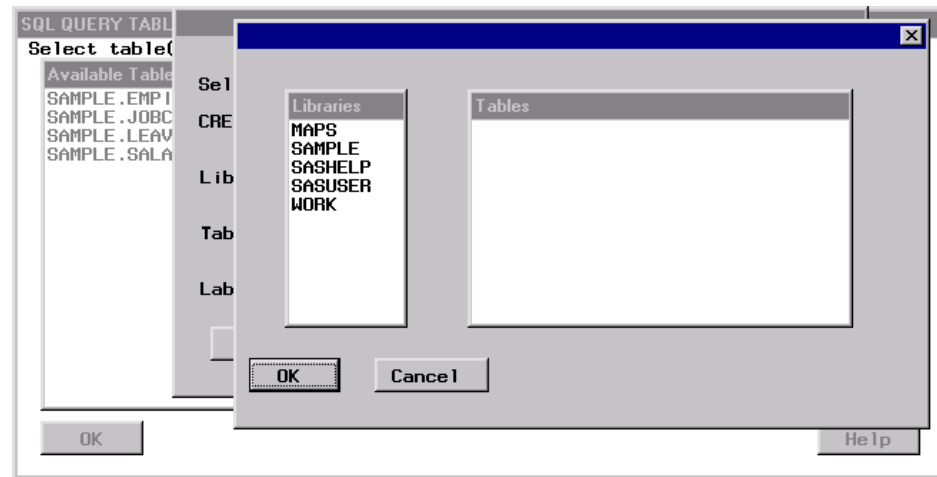 SQL QUERY TABL
Select table(
Available Table
SAMPLE.EMPI
SAMPLE.JOBC
SAMPLE.LEAV
SAMPLE.SALA
Sel
CRE
Lib
Tab
Lab
Libraries
MAPS
SAMPLE
SASHELP
SASUSER
WORK
Tables
OK
Cancel
OK
Help